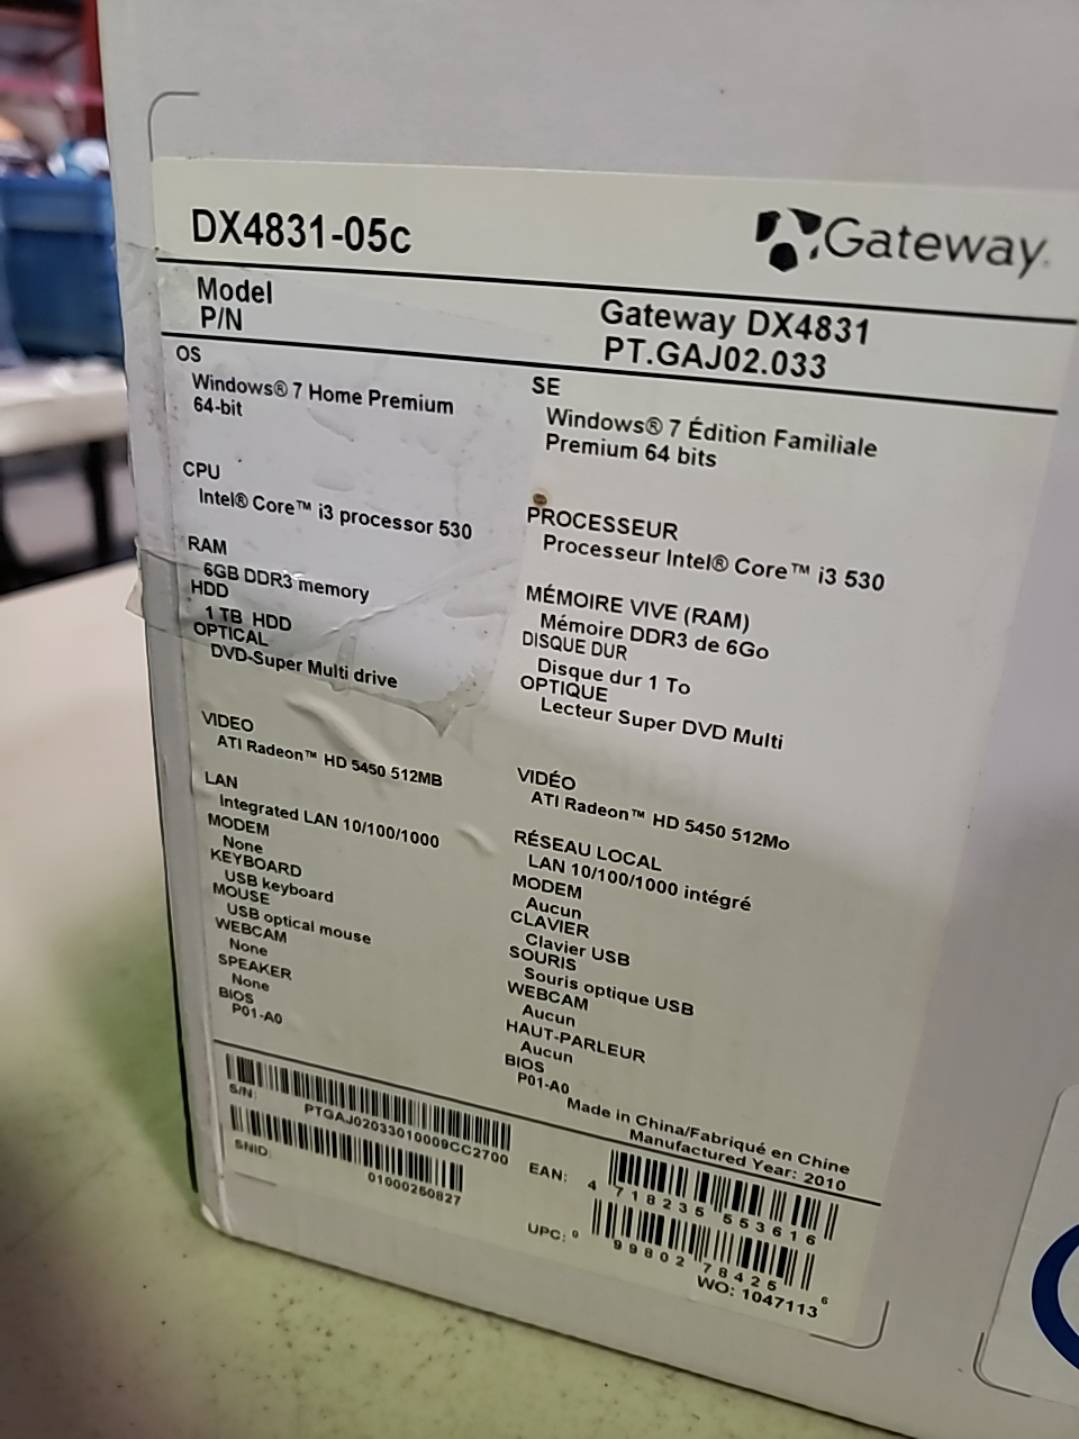 DX4831-05c
Gateway
Model
P/N
Gateway DX4831
PT.GAJ02.033
OS
Windows® 7 Home Premium
64-bit
CPU
Intel® Core™ i3 processor 530
RAM
6GB DDR3 memory
HDD
1 TB HDD
OPTICAL
DVD-Super Multi drive
VIDEO
ATI Radeon™ HD 5450 512MB
LAN
Integrated LAN 10/100/1000
MODEM
None
KEYBOARD
USB keyboard
MOUSE
USB optical mouse
WEBCAM
None
SPEAKER
None
BIOS
P01-A0
SE
Windows® 7 Édition Familiale
Premium 64 bits
PROCESSEUR
Processeur Intel® Core™ i3 530
MÉMOIRE VIVE (RAM)
Mémoire DDR3 de 6Go
DISQUE DUR
Disque dur 1 To
OPTIQUE
Lecteur Super DVD Multi
VIDÉO
ATI Radeon™ HD 5450 512Mo
RÉSEAU LOCAL
LAN 10/100/1000 intégré
MODEM
Aucun
CLAVIER
Clavier USB
SOURIS
Souris optique USB
WEBCAM
Aucun
HAUT-PARLEUR
Aucun
BIOS
P01-A0
Made in China/Fabriqué en Chine
Manufactured Year: 2010
S/N:
PTGAJ02033010009CC2700
SNID:
01000250827
EAN:
4 718235 553616
UPC: 0 99802 78425 6
WO: 1047113